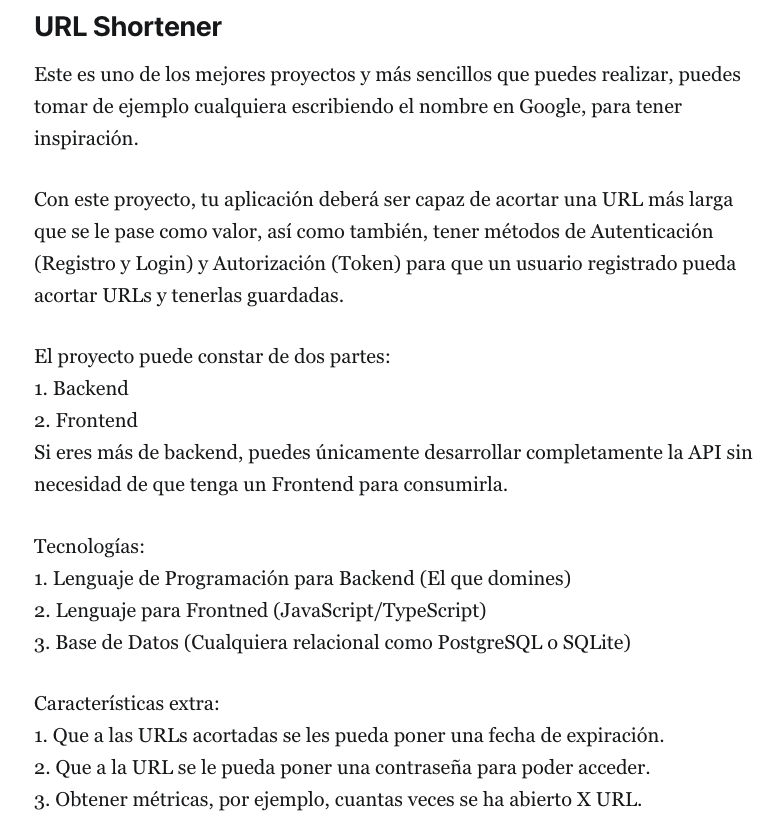 URL Shortener
Este es uno de los mejores proyectos y más sencillos que puedes realizar, puedes
tomar de ejemplo cualquiera escribiendo el nombre en Google, para tener
inspiración.
Con este proyecto, tu aplicación deberá ser capaz de acortar una URL más larga
que se le pase como valor, así como también, tener métodos de Autenticación
(Registro y Login) y Autorización (Token) para que un usuario registrado pueda
acortar URLs y tenerlas guardadas.
El proyecto puede constar de dos partes:
1. Backend
2. Frontend
Si eres más de backend, puedes únicamente desarrollar completamente la API sin
necesidad de que tenga un Frontend para consumirla.
Tecnologías:
1. Lenguaje de Programación para Backend (El que domines)
2. Lenguaje para Frontned (JavaScript/TypeScript)
3. Base de Datos (Cualquiera relacional como PostgreSQL o SQLite)
Características extra:
1. Que a las URLs acortadas se les pueda poner una fecha de expiración.
2. Que a la URL se le pueda poner una contraseña para poder acceder.
3. Obtener métricas, por ejemplo, cuantas veces se ha abierto X URL.